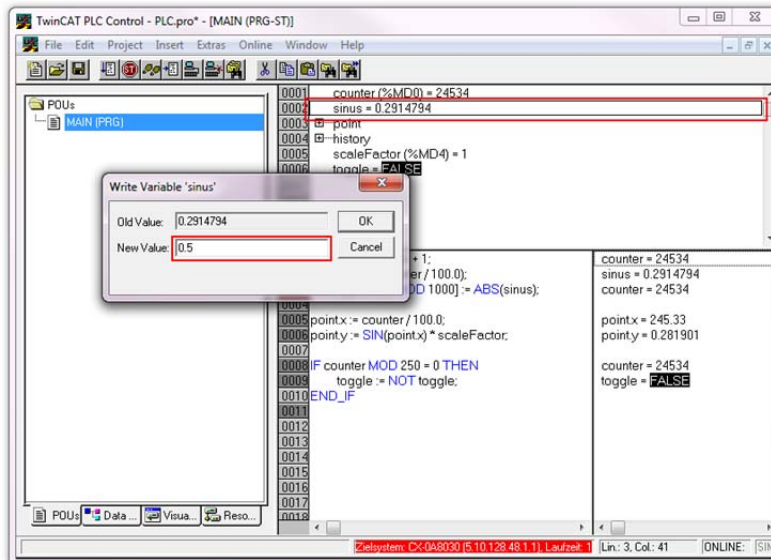 TwinCAT PLC Control - PLC.pro* - [MAIN (PRG-ST)]
File Edit Project Insert Extras Online Window Help
POUs
MAIN (PRG)
0001 counter (%MD0) = 24534
0002 sinus = 0.2914794
0003 point
0004 history
0005 scaleFactor (%MD4) = 1
0006 toggle = FALSE
Write Variable 'sinus'
Old Value: 0.2914794 OK
New Value: 0.5 Cancel
+ 1; counter = 24534
er / 100.0); sinus = 0.2914794
OD 1000] := ABS(sinus); counter = 24534
0004
0005 point.x := counter / 100.0; point.x = 245.33
0006 point.y := SIN(point.x) * scaleFactor; point.y = 0.281901
0007
0008 IF counter MOD 250 = 0 THEN counter = 24534
0009 toggle := NOT toggle; toggle = FALSE
0010 END_IF
0011
0012
0013
0014
0015
0016
0017
0018
POUs Data ... Visua... Reso...
Zielsystem: CX-0A8030 (5.10.128.48.1.1), Laufzeit: 1 Lin.: 3, Col.: 41 ONLINE: SIM